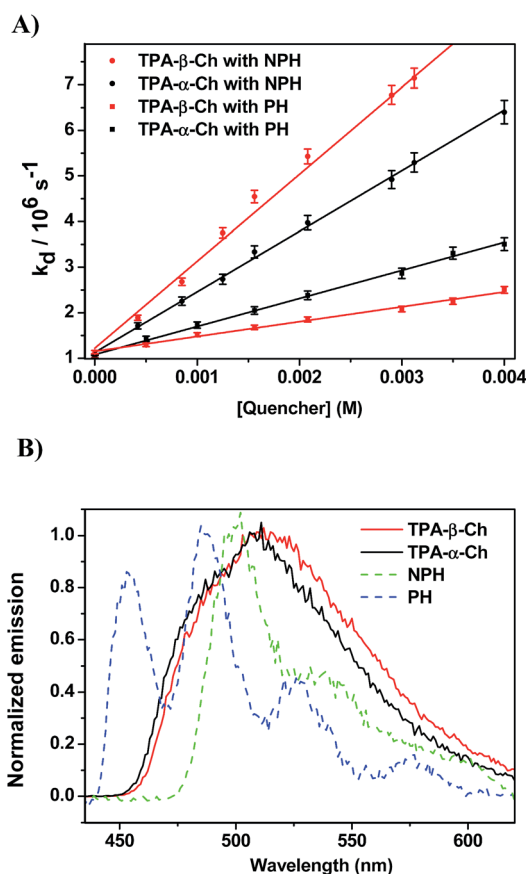 A)
TPA-β-Ch with NPH
TPA-α-Ch with NPH
TPA-β-Ch with PH
TPA-α-Ch with PH
7
6
5
4
3
2
1
k_d / 10⁶ s⁻¹
0.000 0.001 0.002 0.003 0.004
[Quencher] (M)
B)
TPA-β-Ch
TPA-α-Ch
NPH
PH
1.0
0.8
0.6
0.4
0.2
0.0
Normalized emission
450 500 550 600
Wavelength (nm)